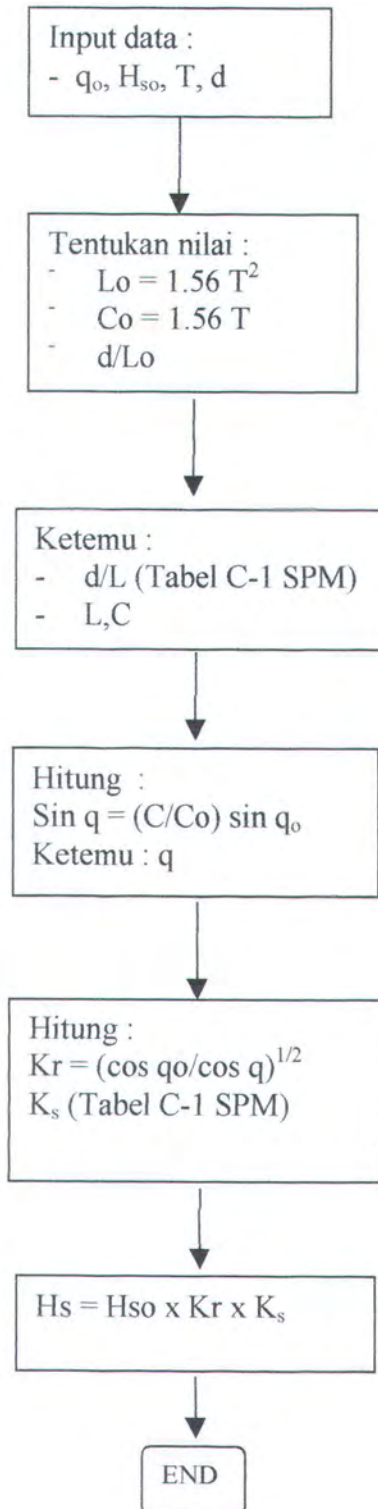 Input data :
- qₒ, Hₛₒ, T, d
Tentukan nilai :
- Lo = 1.56 T²
- Co = 1.56 T
- d/Lo
Ketemu :
- d/L (Tabel C-1 SPM)
- L,C
Hitung :
Sin q = (C/Co) sin qₒ
Ketemu : q
Hitung :
Kr = (cos qo/cos q)^1/2
Kₛ (Tabel C-1 SPM)
Hs = Hso x Kr x Kₛ
END